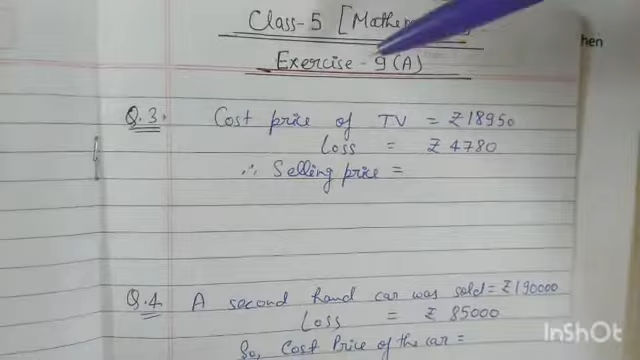 Class-5 [Mathe
Exercise - 9(A)
hen
Q.3. Cost price of TV = ₹18950
Loss = ₹4780
∴ Selling price =
Q.4. A second hand car was sold = ₹190000
Loss = ₹85000
So, Cost Price of the car =
InShOt